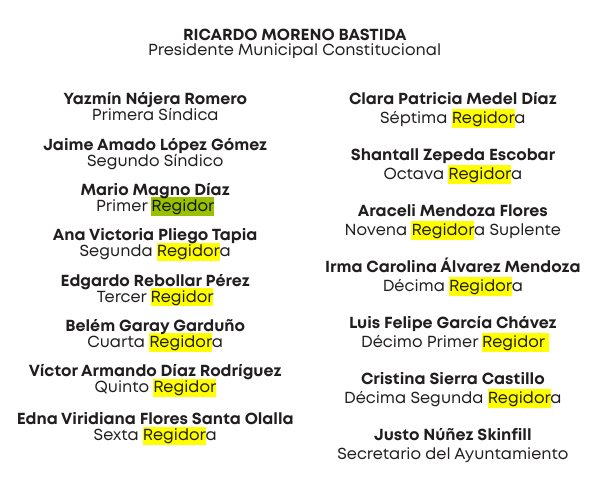 RICARDO MORENO BASTIDA
Presidente Municipal Constitucional
Yazmín Nájera Romero
Primera Síndica
Jaime Amado López Gómez
Segundo Síndico
Mario Magno Díaz
Primer Regidor
Ana Victoria Pliego Tapia
Segunda Regidora
Edgardo Rebollar Pérez
Tercer Regidor
Belém Garay Garduño
Cuarta Regidora
Víctor Armando Díaz Rodríguez
Quinto Regidor
Edna Viridiana Flores Santa Olalla
Sexta Regidora
Clara Patricia Medel Díaz
Séptima Regidora
Shantall Zepeda Escobar
Octava Regidora
Araceli Mendoza Flores
Novena Regidora Suplente
Irma Carolina Álvarez Mendoza
Décima Regidora
Luis Felipe García Chávez
Décimo Primer Regidor
Cristina Sierra Castillo
Décima Segunda Regidora
Justo Núñez Skinfill
Secretario del Ayuntamiento